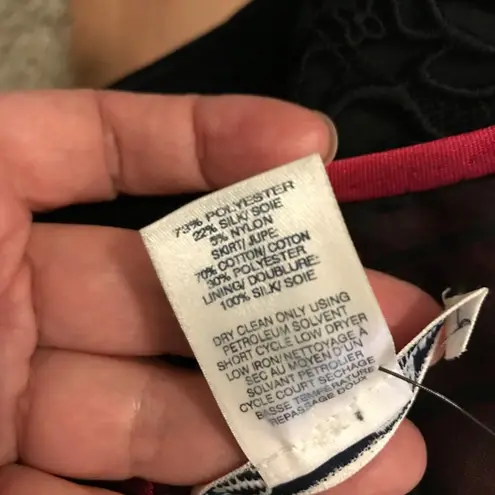 73% POLYESTER
22% SILK/SOIE
5% NYLON
SKIRT/JUPE:
70% COTTON/COTON
30% POLYESTER
LINING/DOUBLURE:
100% SILK/SOIE
DRY CLEAN ONLY USING
PETROLEUM SOLVENT
SHORT CYCLE LOW DRYER
LOW IRON/NETTOYAGE A
SEC AU MOYEN D'UN
SOLVANT PETROLIER
CYCLE COURT SECHAGE
BASSE TEMPERATURE
REPASSAGE DOUX